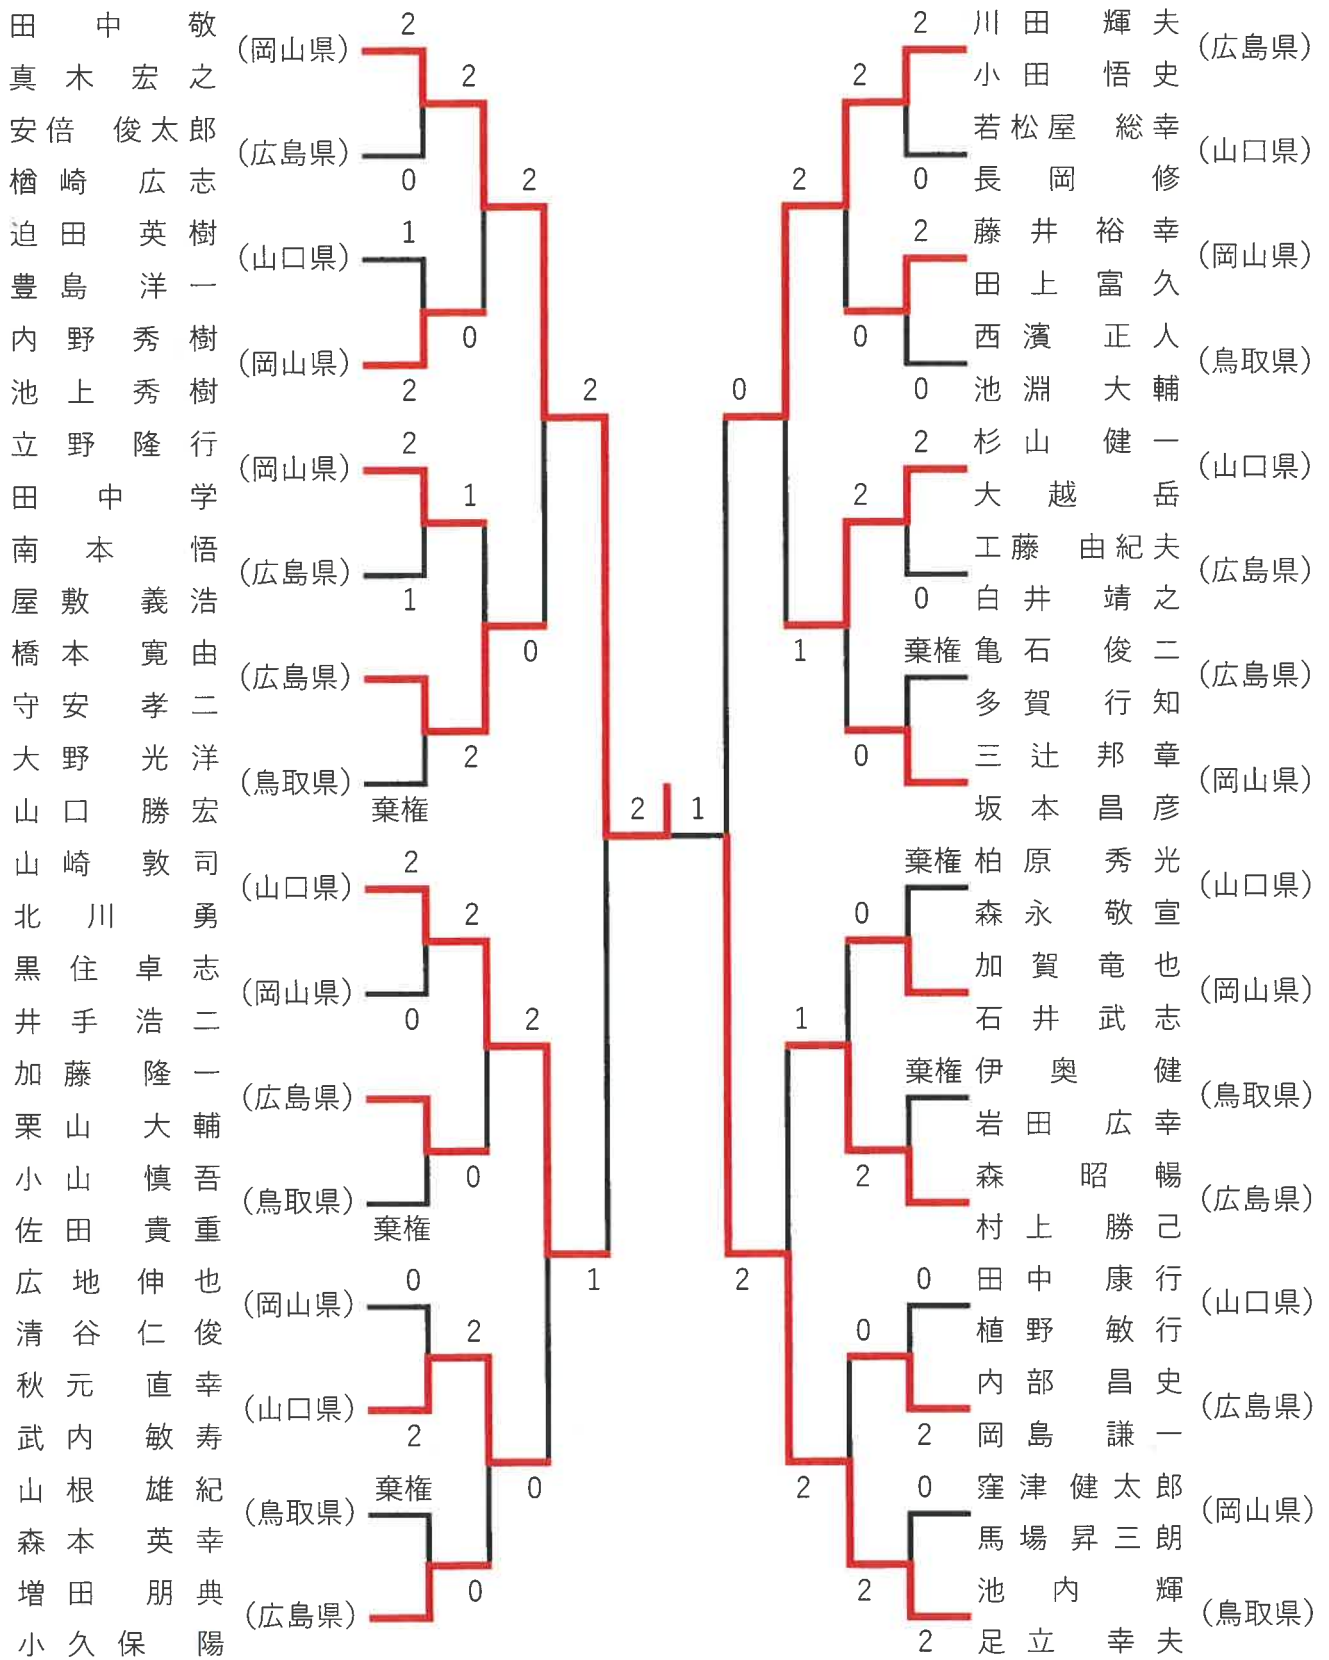 田中敬
(岡山県)
真木宏之
安倍俊太郎
(広島県)
楢崎広志
迫田英樹
(山口県)
豊島洋一
内野秀樹
(岡山県)
池上秀樹
立野隆行
(岡山県)
田中学
南本悟
(広島県)
屋敷義浩
橋本寛由
(広島県)
守安孝二
大野光洋
(鳥取県)
山口勝宏
山崎敦司
(山口県)
北川勇
黒住卓志
(岡山県)
井手浩二
加藤隆一
(広島県)
栗山大輔
小山慎吾
(鳥取県)
佐田貴重
広地伸也
(岡山県)
清谷仁俊
秋元直幸
(山口県)
武内敏寿
山根雄紀
(鳥取県)
森本英幸
増田朋典
(広島県)
小久保陽
2
0
1
2
2
1
棄権
2
0
棄権
0
2
棄権
2
0
1
2
2
0
2
0
2
0
2
0
2
1
2
1
0
2
2
1
1
2
2
0
2
0
0
2
0
2
2
0
2
0
2
0
棄権
棄権
棄権
0
2
0
2
川田輝夫
(広島県)
小田悟史
若松屋総幸
(山口県)
長岡修
藤井裕幸
(岡山県)
田上富久
西濱正人
(鳥取県)
池淵大輔
杉山健一
(山口県)
大越岳
工藤由紀夫
(広島県)
白井靖之
亀石俊二
(広島県)
多賀行知
三辻邦章
(岡山県)
坂本昌彦
柏原秀光
(山口県)
森永敬宣
加賀竜也
(岡山県)
石井武志
伊奥健
(鳥取県)
岩田広幸
森昭暢
(広島県)
村上勝己
田中康行
(山口県)
植野敏行
内部昌史
(広島県)
岡島謙一
窪津健太郎
(岡山県)
馬場昇三朗
池内輝
(鳥取県)
足立幸夫